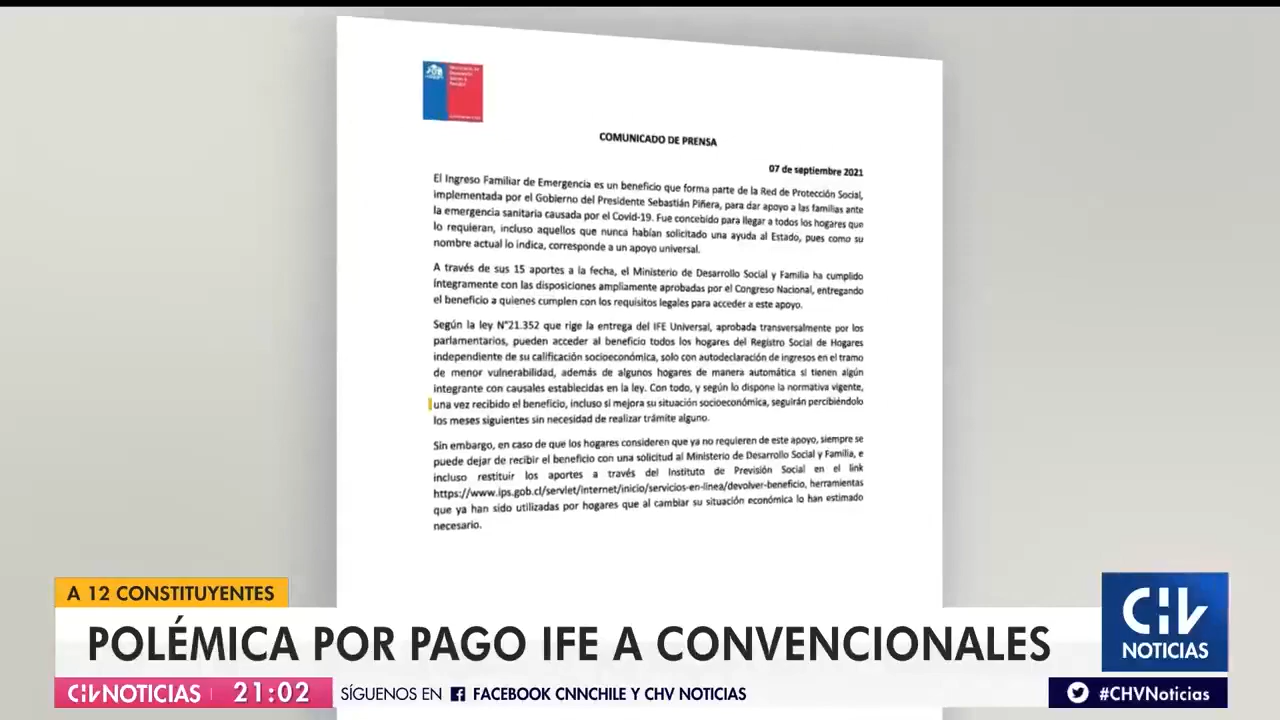 COMUNICADO DE PRENSA
07 de septiembre 2021
El Ingreso Familiar de Emergencia es un beneficio que forma parte de la Red de Protección Social,
implementada por el Gobierno del Presidente Sebastián Piñera, para dar apoyo a las familias ante
la emergencia sanitaria causada por el Covid-19. Fue concebido para llegar a todos los hogares que
lo requieran, incluso aquellos que nunca habían solicitado una ayuda al Estado, pues como su
nombre actual lo indica, corresponde a un apoyo universal.
A través de sus 15 aportes a la fecha, el Ministerio de Desarrollo Social y Familia ha cumplido
íntegramente con las disposiciones ampliamente aprobadas por el Congreso Nacional, entregando
el beneficio a quienes cumplen con los requisitos legales para acceder a este apoyo.
Según la ley N°21.352 que rige la entrega del IFE Universal, aprobada transversalmente por los
parlamentarios, pueden acceder al beneficio todos los hogares del Registro Social de Hogares
independiente de su calificación socioeconómica, solo con autodeclaración de ingresos en el tramo
de menor vulnerabilidad, además de algunos hogares de manera automática si tienen algún
integrante con causales establecidas en la ley. Con todo, y según lo dispone la normativa vigente,
una vez recibido el beneficio, incluso si mejora su situación socioeconómica, seguirán percibiéndolo
los meses siguientes sin necesidad de realizar trámite alguno.
Sin embargo, en caso de que los hogares consideren que ya no requieren de este apoyo, siempre se
puede dejar de recibir el beneficio con una solicitud al Ministerio de Desarrollo Social y Familia, e
incluso restituir los aportes a través del Instituto de Previsión Social en el link
https://www.ips.gob.cl/servlet/internet/inicio/servicios-en-linea/devolver-beneficio, herramientas
que ya han sido utilizadas por hogares que al cambiar su situación económica lo han estimado
necesario.
A 12 CONSTITUYENTES
POLÉMICA POR PAGO IFE A CONVENCIONALES
CHV NOTICIAS
CHV NOTICIAS 21:02 SÍGUENOS EN FACEBOOK CNNCHILE Y CHV NOTICIAS #CHVNoticias